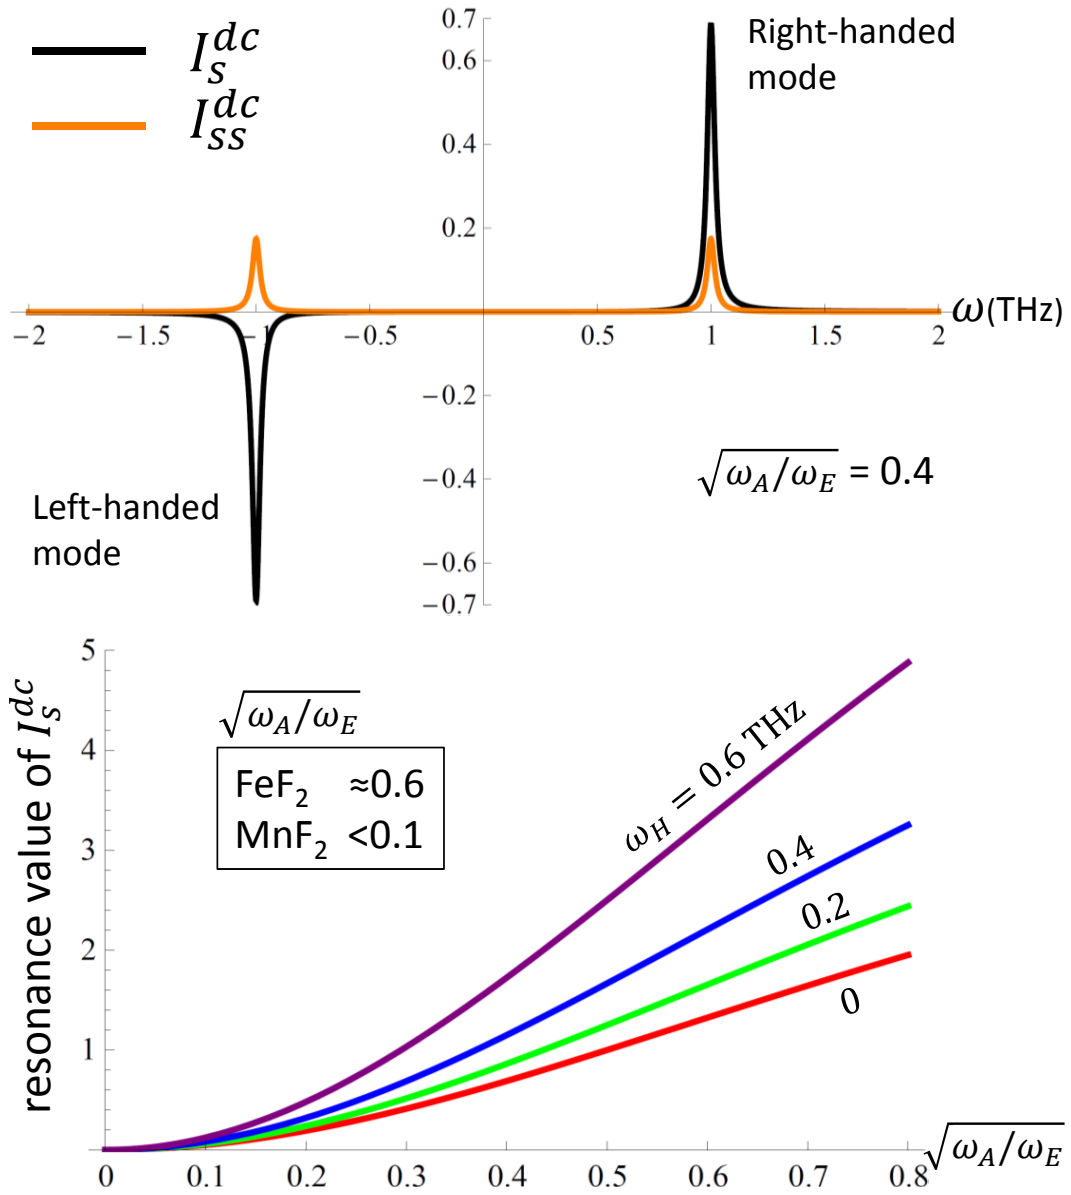 I_s^{dc}
I_{ss}^{dc}
0.7
0.6
0.4
0.2
Right-handed
mode
−2 −1.5 −1 −0.5 0.5 1 1.5 2 ω(THz)
−0.2
−0.4
−0.6
−0.7
√ω_A/ω_E = 0.4
Left-handed
mode
resonance value of I_s^{dc}
5
4
3
2
1
√ω_A/ω_E
FeF₂ ≈0.6
MnF₂ <0.1
ω_H = 0.6 THz
0.4
0.2
0
0 0.1 0.2 0.3 0.4 0.5 0.6 0.7 0.8 √ω_A/ω_E